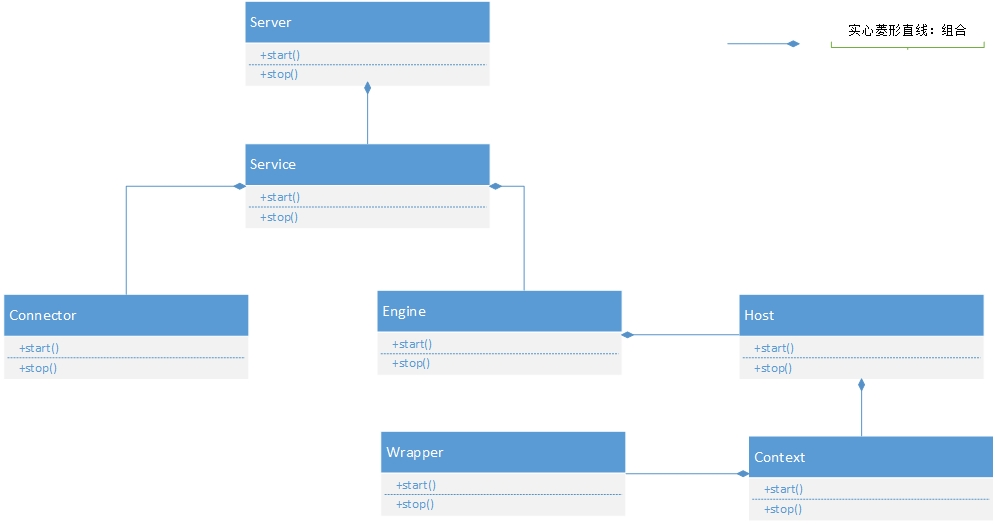 Server
+start()
+stop()
实心菱形直线：组合
Service
+start()
+stop()
Connector
+start()
+stop()
Engine
+start()
+stop()
Host
+start()
+stop()
Wrapper
+start()
+stop()
Context
+start()
+stop()